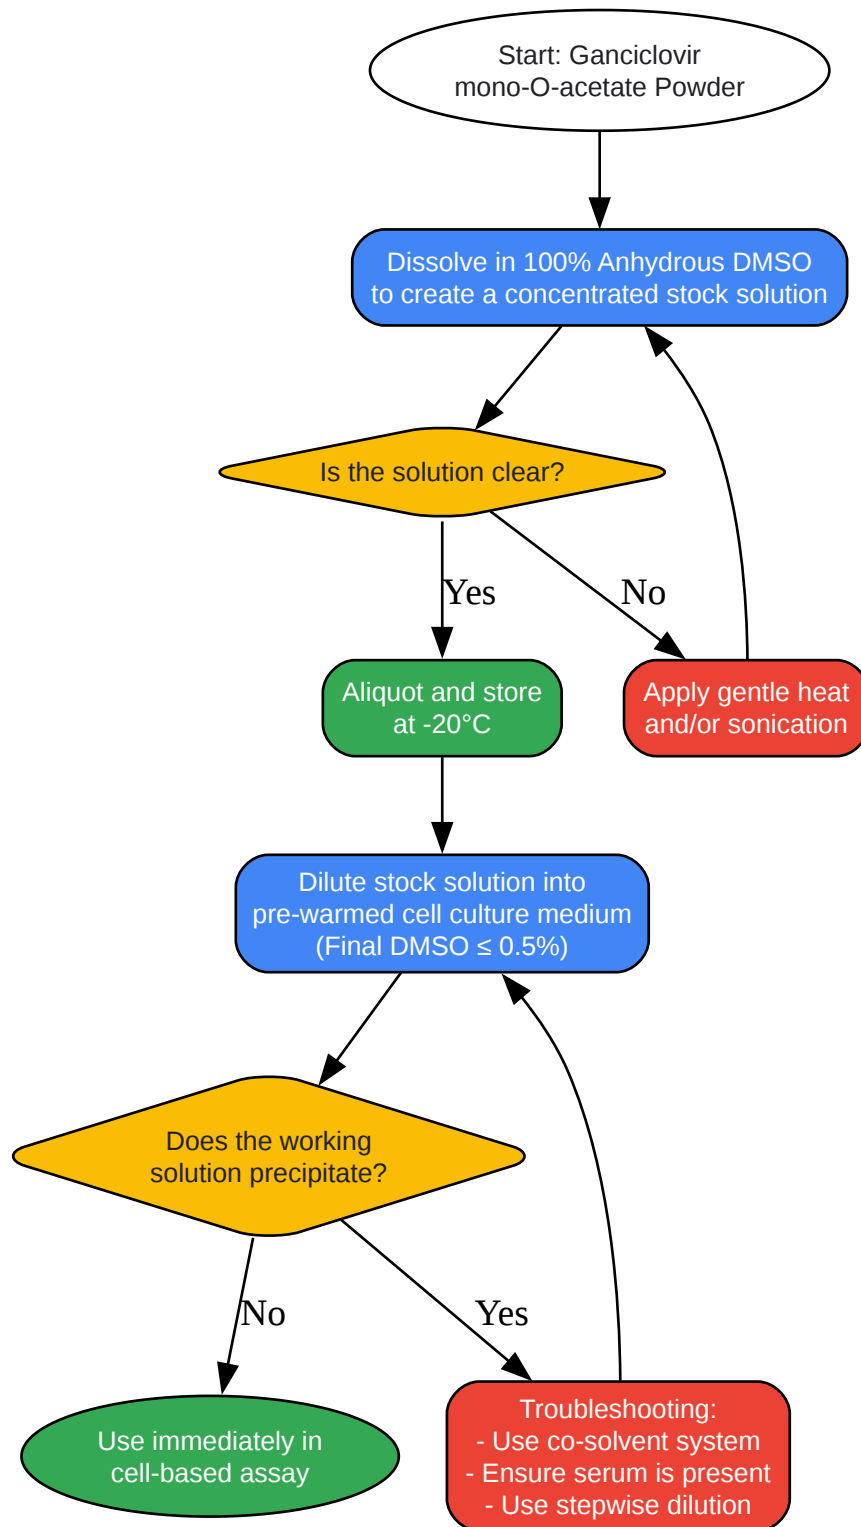 Start: Ganciclovir
mono-O-acetate Powder
Dissolve in 100% Anhydrous DMSO
to create a concentrated stock solution
Is the solution clear?
Yes
No
Aliquot and store
at -20°C
Apply gentle heat
and/or sonication
Dilute stock solution into
pre-warmed cell culture medium
(Final DMSO ≤ 0.5%)
Does the working
solution precipitate?
No
Yes
Use immediately in
cell-based assay
Troubleshooting:
- Use co-solvent system
- Ensure serum is present
- Use stepwise dilution